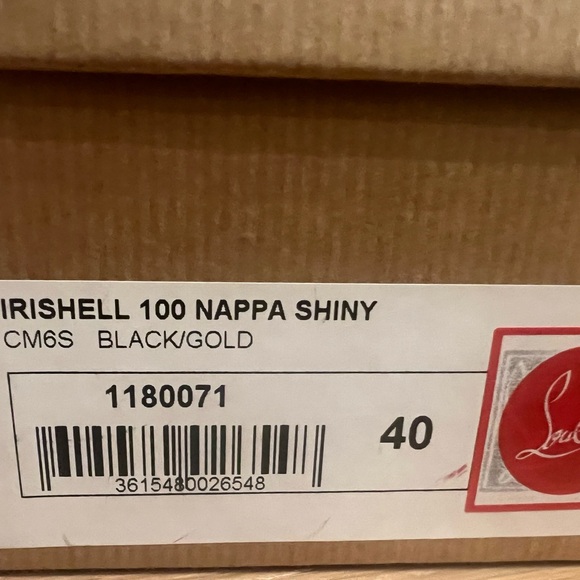 IRISHELL 100 NAPPA SHINY
CM6S BLACK/GOLD
1180071
40
3615480026548